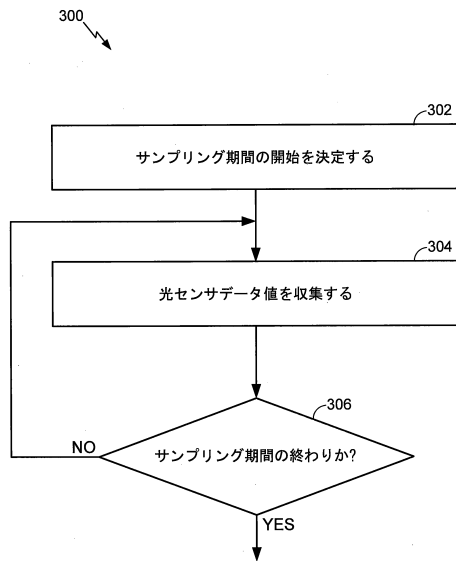 300
302
サンプリング期間の開始を決定する
304
光センサデータ値を収集する
306
サンプリング期間の終わりか?
NO
YES